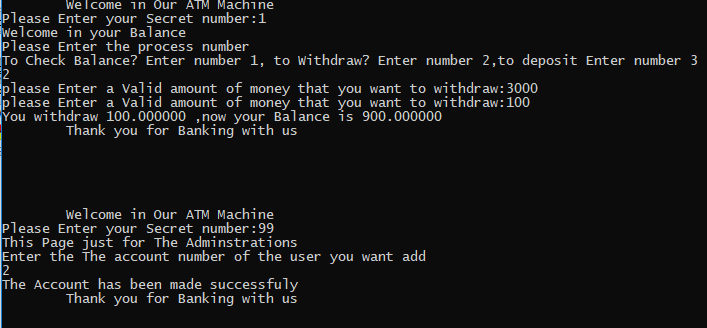 Welcome in Our ATM Machine
Please Enter your Secret number:1
Welcome in your Balance
Please Enter the process number
To Check Balance? Enter number 1, to Withdraw? Enter number 2,to deposit Enter number 3
2
please Enter a Valid amount of money that you want to withdraw:3000
please Enter a Valid amount of money that you want to withdraw:100
You withdraw 100.000000 ,now your Balance is 900.000000
Thank you for Banking with us
Welcome in Our ATM Machine
Please Enter your Secret number:99
This Page just for The Adminstrations
Enter the The account number of the user you want add
2
The Account has been made successfuly
Thank you for Banking with us